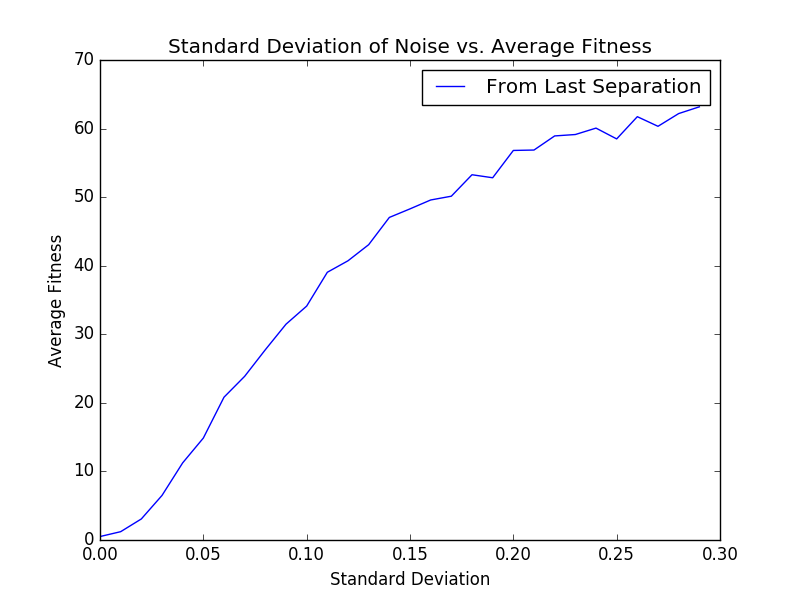 Standard Deviation of Noise vs. Average Fitness
From Last Separation
70
60
50
40
30
20
10
0
Average Fitness
0.00 0.05 0.10 0.15 0.20 0.25 0.30
Standard Deviation